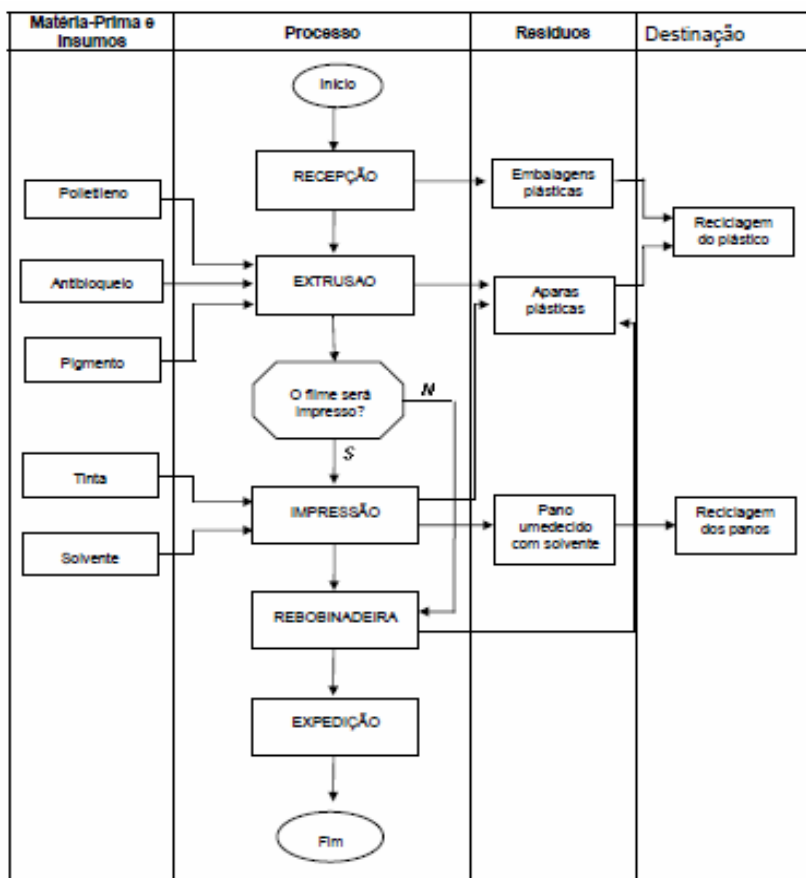 Matéria-Prima e
Insumos
Processo
Resíduos
Destinação
Início
RECEPÇÃO
Embalagens
plásticas
Polietileno
Reciclagem
do plástico
Antibloqueio
EXTRUSAO
Aparas
plásticas
Pigmento
O filme será
impresso?
N
S
Tinta
IMPRESSÃO
Pano
umedecido
com solvente
Reciclagem
dos panos
Solvente
REBOBINADEIRA
EXPEDIÇÃO
Fim